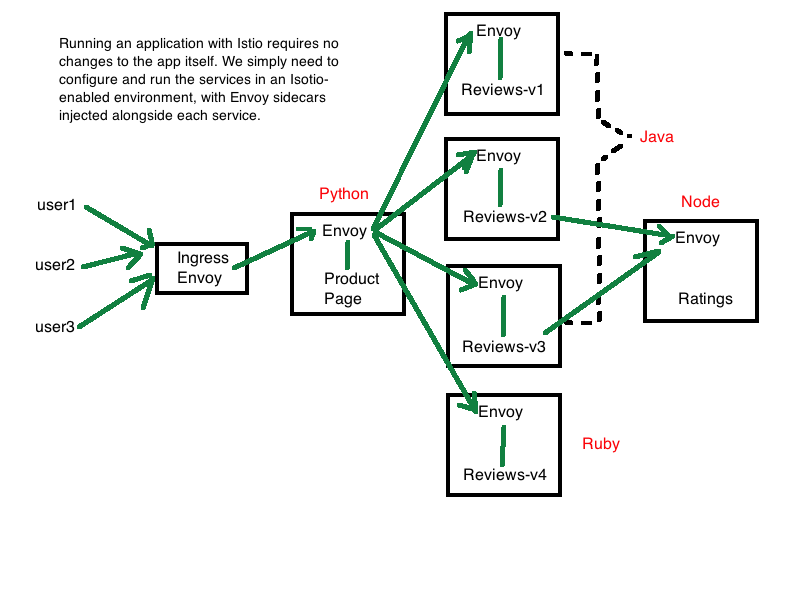 Running an application with Istio requires no
changes to the app itself. We simply need to
configure and run the services in an Isotio-
enabled environment, with Envoy sidecars
injected alongside each service.
user1
user2
user3
Ingress
Envoy
Python
Envoy
Product
Page
Envoy
Reviews-v1
Envoy
Reviews-v2
Envoy
Reviews-v3
Envoy
Reviews-v4
Java
Ruby
Node
Envoy
Ratings